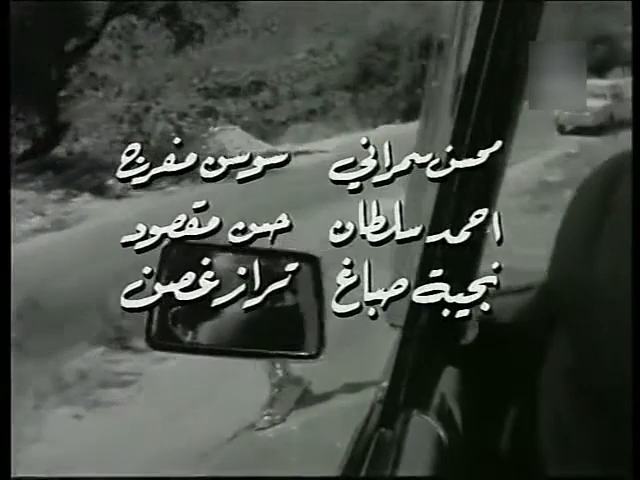 محسن سمراني سوسن مفرج
احمد سلطان حسن مقصود
نجيبة صباغ تراز غصن